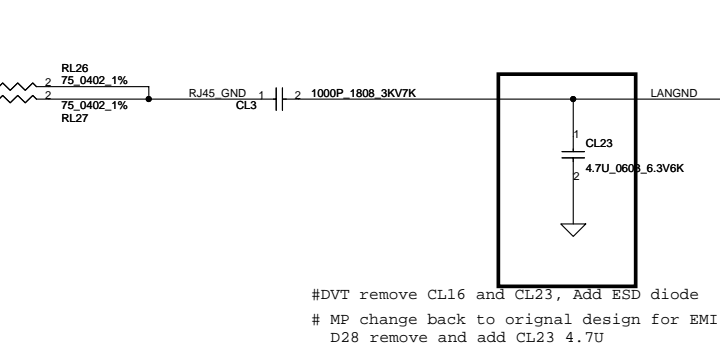 RL26
2 75_0402_1%
2
75_0402_1%
RL27
RJ45_GND 1 2 1000P_1808_3KV7K
CL3
LANGND
1
CL23
4.7U_0603_6.3V6K
2
#DVT remove CL16 and CL23, Add ESD diode
# MP change back to orignal design for EMI
D28 remove and add CL23 4.7U